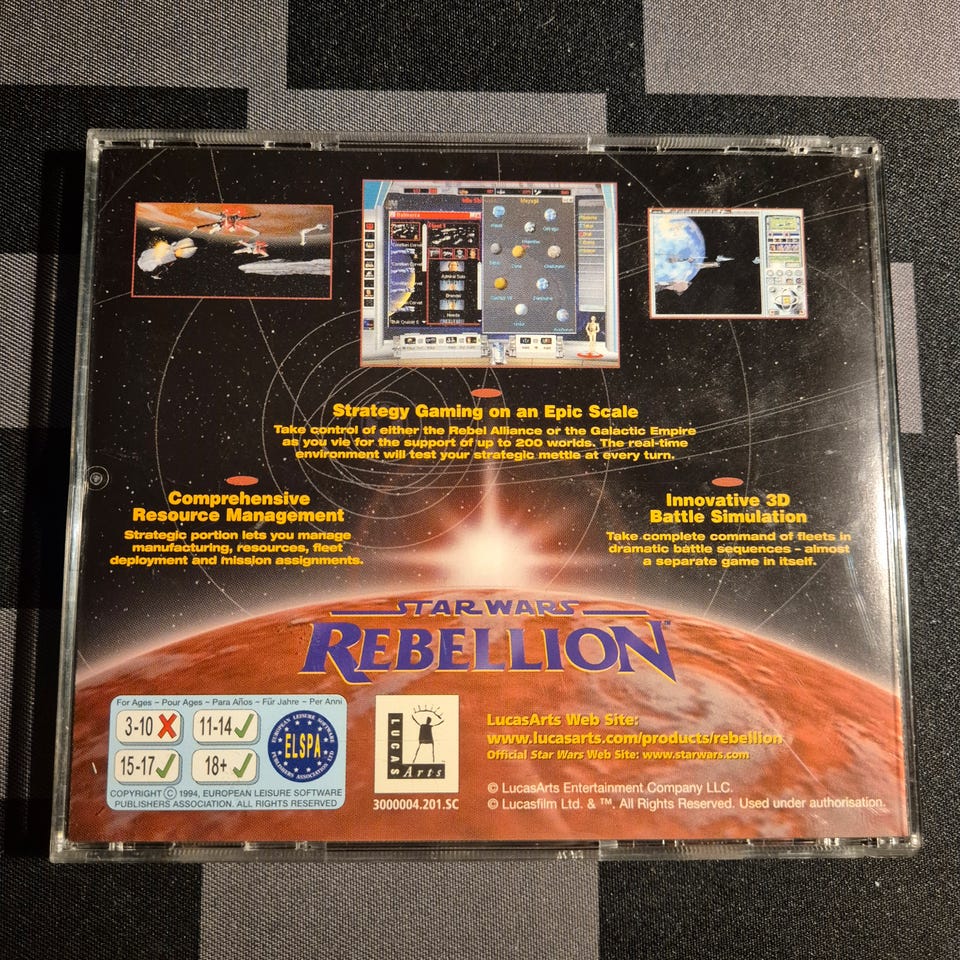 Strategy Gaming on an Epic Scale
Take control of either the Rebel Alliance or the Galactic Empire
as you vie for the support of up to 200 worlds. The real-time
environment will test your strategic mettle at every turn.
Comprehensive
Resource Management
Strategic portion lets you manage
manufacturing, resources, fleet
deployment and mission assignments.
Innovative 3D
Battle Simulation
Take complete command of fleets in
dramatic battle sequences - almost
a separate game in itself.
STAR WARS
REBELLION™
For Ages ~ Pour Ages ~ Para Años ~ Für Jahre ~ Per Anni
3-10 11-14
15-17 18+
EUROPEAN LEISURE SOFTWARE
ELSPA
PUBLISHERS ASSOCIATION LTD
COPYRIGHT © 1994, EUROPEAN LEISURE SOFTWARE
PUBLISHERS ASSOCIATION. ALL RIGHTS RESERVED
LUCAS
Arts
3000004.201.SC
LucasArts Web Site:
www.lucasarts.com/products/rebellion
Official Star Wars Web Site: www.starwars.com
© LucasArts Entertainment Company LLC.
© Lucasfilm Ltd. & ™. All Rights Reserved. Used under authorisation.